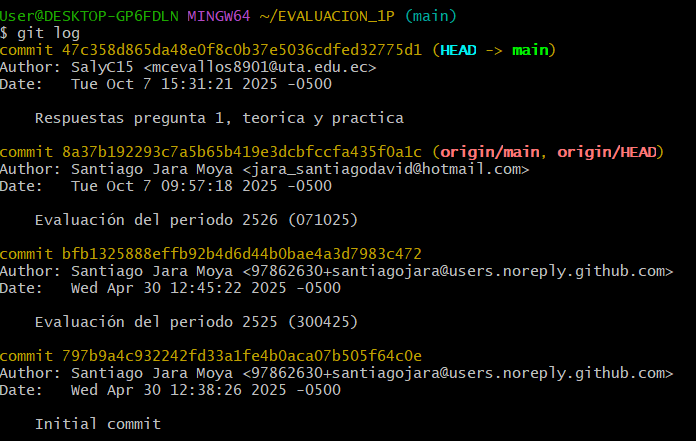 User@DESKTOP-GP6FDLN MINGW64 ~/EVALUACION_1P (main)
$ git log
commit 47c358d865da48e0f8c0b37e5036cdfed32775d1 (HEAD -> main)
Author: SalyC15 <mcevallos8901@uta.edu.ec>
Date:   Tue Oct 7 15:31:21 2025 -0500
    Respuestas pregunta 1, teorica y practica
commit 8a37b192293c7a5b65b419e3dcbfccfa435f0a1c (origin/main, origin/HEAD)
Author: Santiago Jara Moya <jara_santiagodavid@hotmail.com>
Date:   Tue Oct 7 09:57:18 2025 -0500
    Evaluación del periodo 2526 (071025)
commit bfb1325888effb92b4d6d44b0bae4a3d7983c472
Author: Santiago Jara Moya <97862630+santiagojara@users.noreply.github.com>
Date:   Wed Apr 30 12:45:22 2025 -0500
    Evaluación del periodo 2525 (300425)
commit 797b9a4c932242fd33a1fe4b0aca07b505f64c0e
Author: Santiago Jara Moya <97862630+santiagojara@users.noreply.github.com>
Date:   Wed Apr 30 12:38:26 2025 -0500
    Initial commit